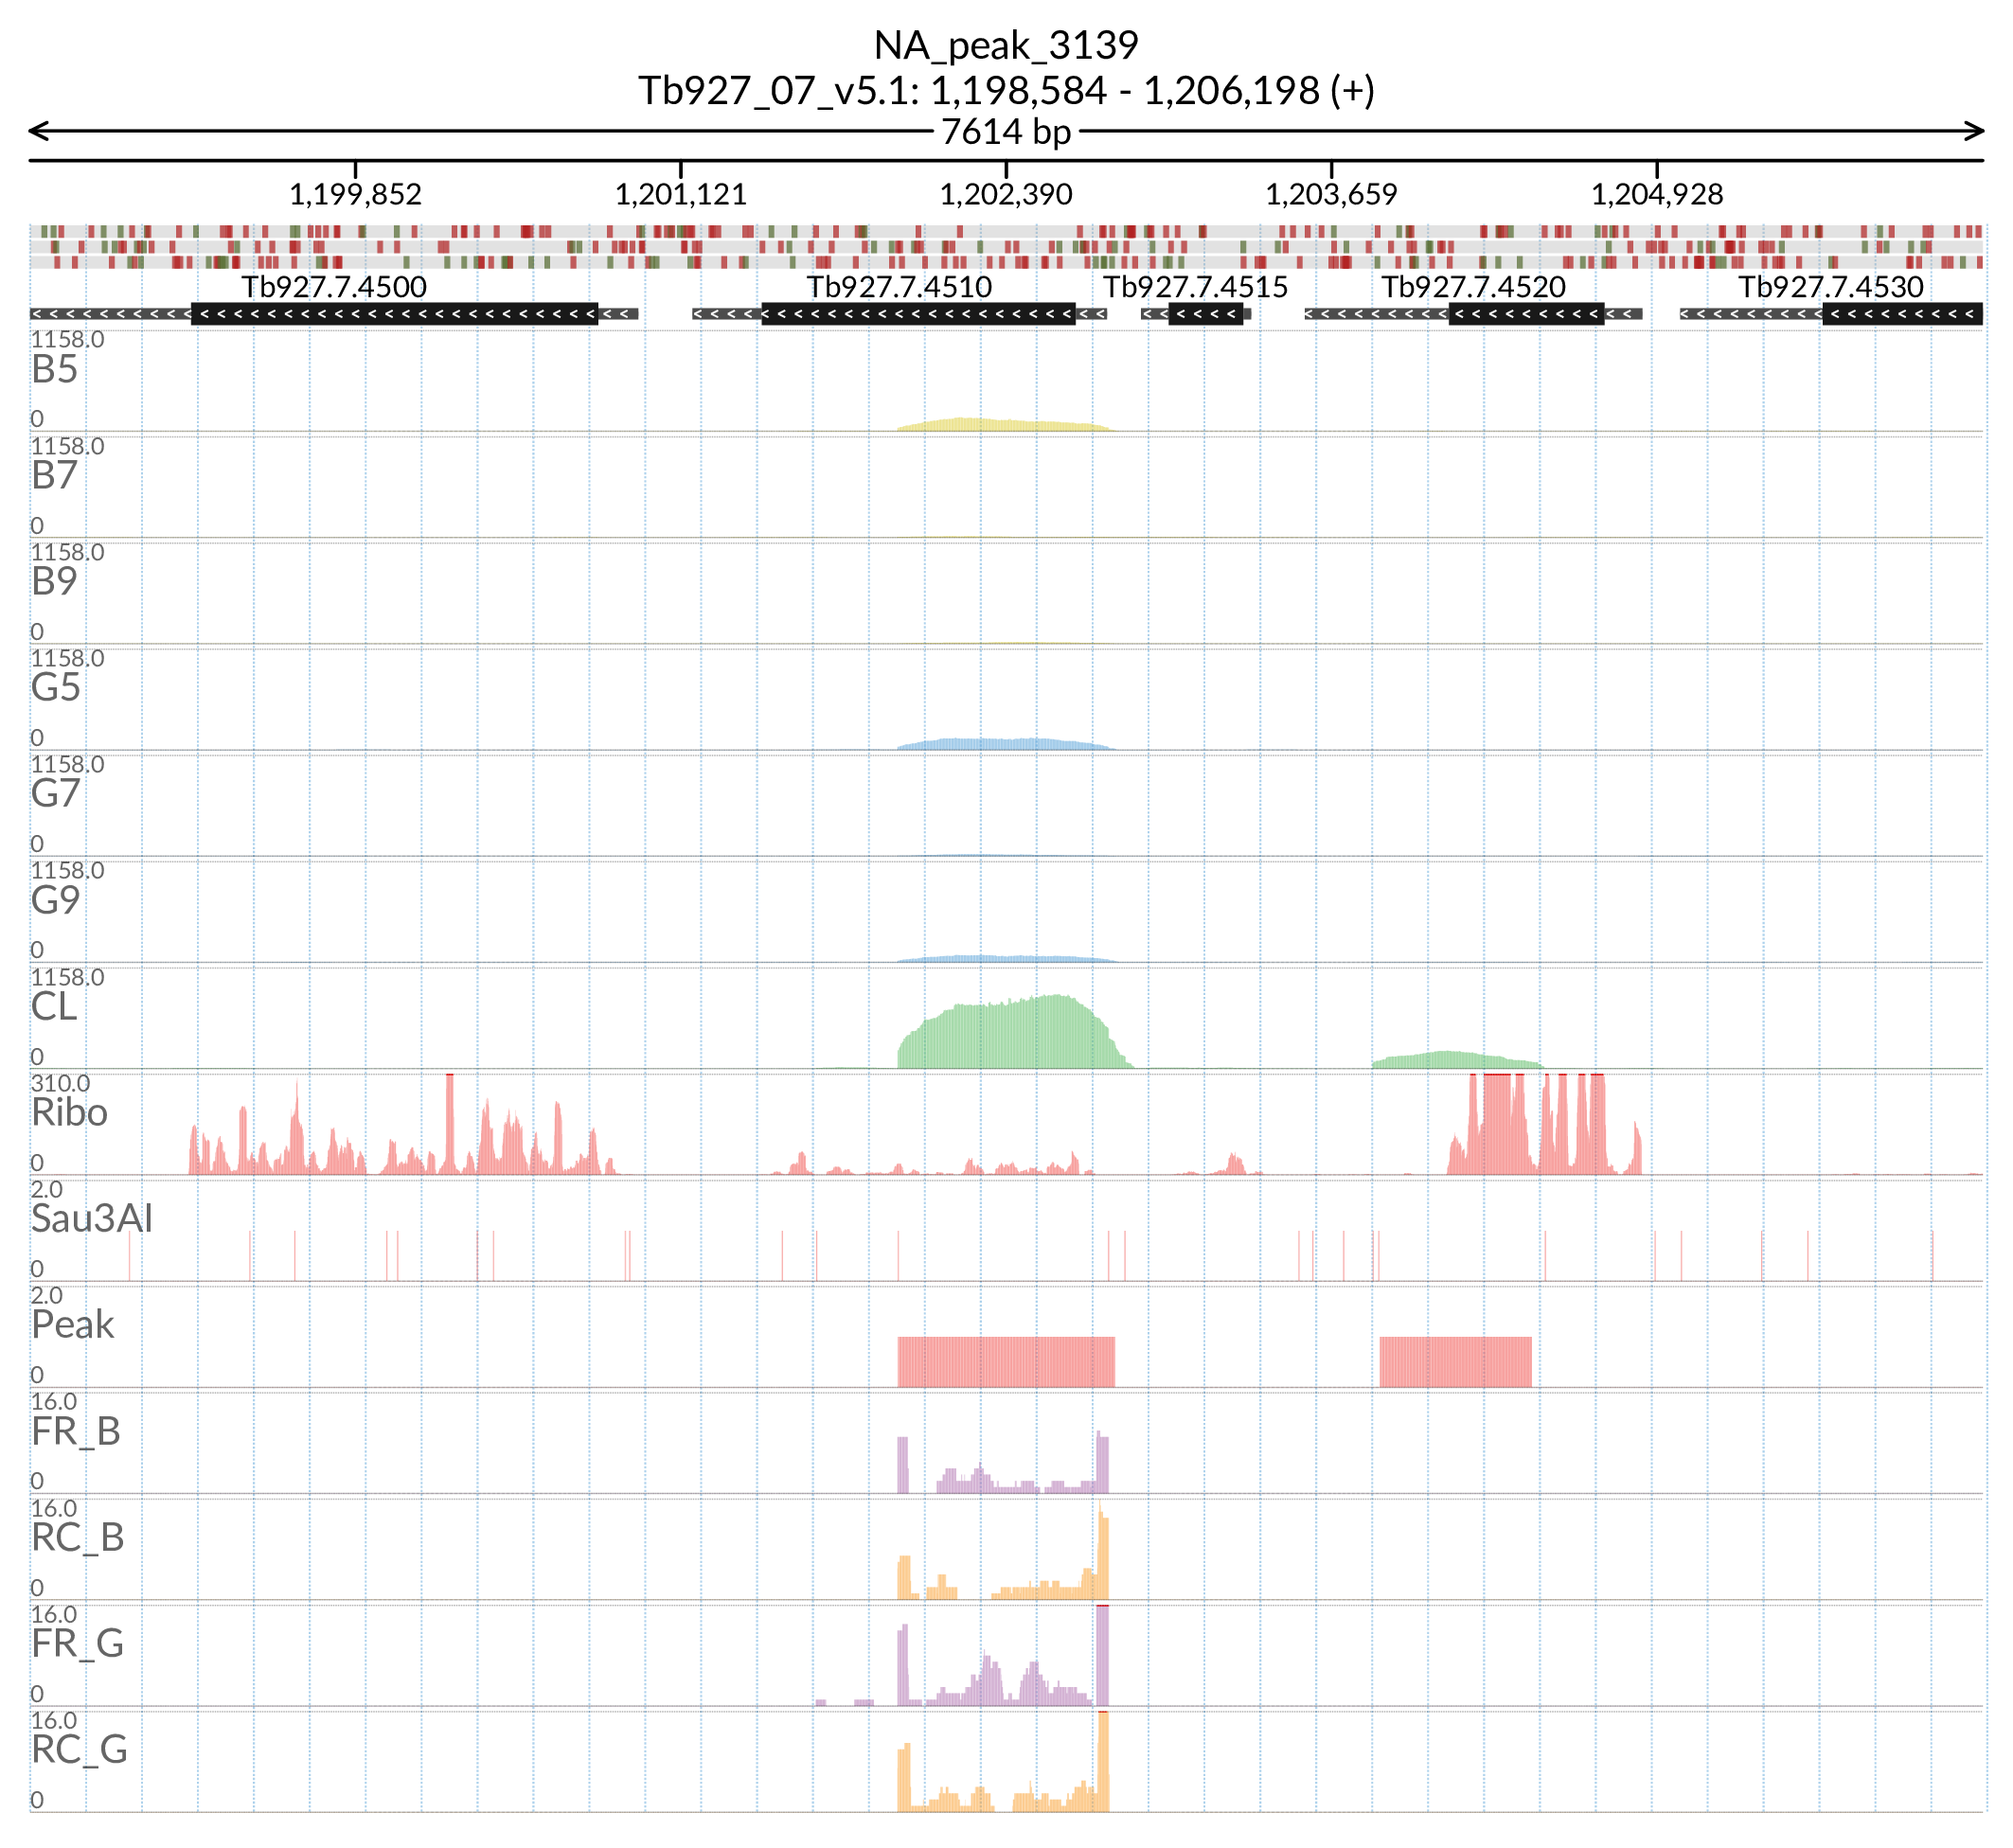 NA_peak_3139
Tb927_07_v5.1: 1,198,584 - 1,206,198 (+)
7614 bp
1,199,852 1,201,121 1,202,390 1,203,659 1,204,928
Tb927.7.4500 Tb927.7.4510 Tb927.7.4515 Tb927.7.4520 Tb927.7.4530
1158.0
B5
0
1158.0
B7
0
1158.0
B9
0
1158.0
G5
0
1158.0
G7
0
1158.0
G9
0
1158.0
CL
0
310.0
Ribo
0
2.0
Sau3AI
0
2.0
Peak
0
16.0
FR_B
0
16.0
RC_B
0
16.0
FR_G
0
16.0
RC_G
0